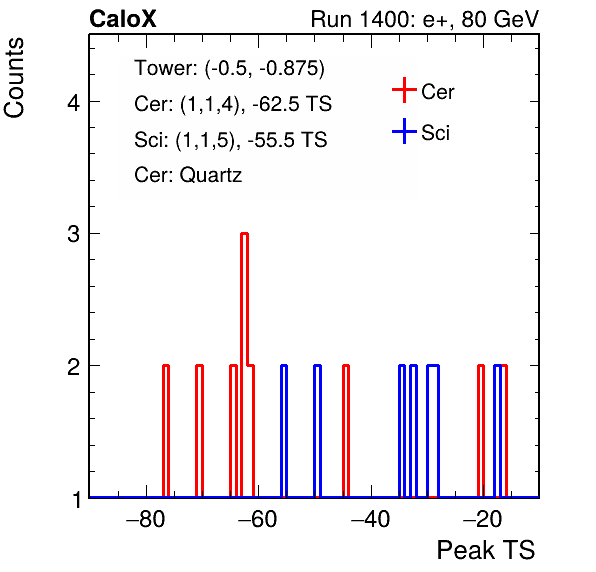 CaloX Run 1400: e+, 80 GeV
Counts
Tower: (-0.5, -0.875)
Cer: (1,1,4), -62.5 TS
Sci: (1,1,5), -55.5 TS
Cer: Quartz
Cer
Sci
4
3
2
1
−80 −60 −40 −20
Peak TS